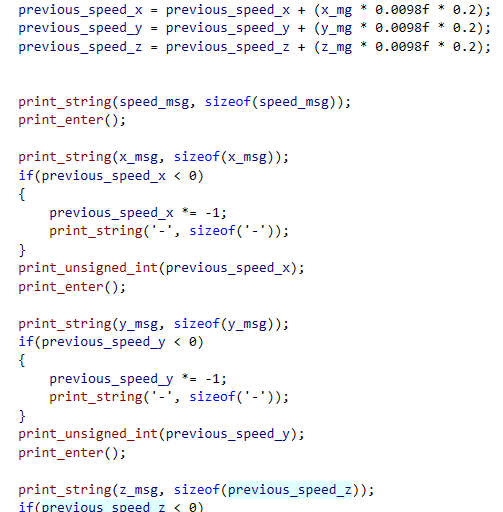 previous_speed_x = previous_speed_x + (x_mg * 0.0098f * 0.2);
previous_speed_y = previous_speed_y + (y_mg * 0.0098f * 0.2);
previous_speed_z = previous_speed_z + (z_mg * 0.0098f * 0.2);
print_string(speed_msg, sizeof(speed_msg));
print_enter();
print_string(x_msg, sizeof(x_msg));
if(previous_speed_x < 0)
{
previous_speed_x *= -1;
print_string('-', sizeof('-'));
}
print_unsigned_int(previous_speed_x);
print_enter();
print_string(y_msg, sizeof(y_msg));
if(previous_speed_y < 0)
{
previous_speed_y *= -1;
print_string('-', sizeof('-'));
}
print_unsigned_int(previous_speed_y);
print_enter();
print_string(z_msg, sizeof(previous_speed_z));
if(previous_speed_z < 0)